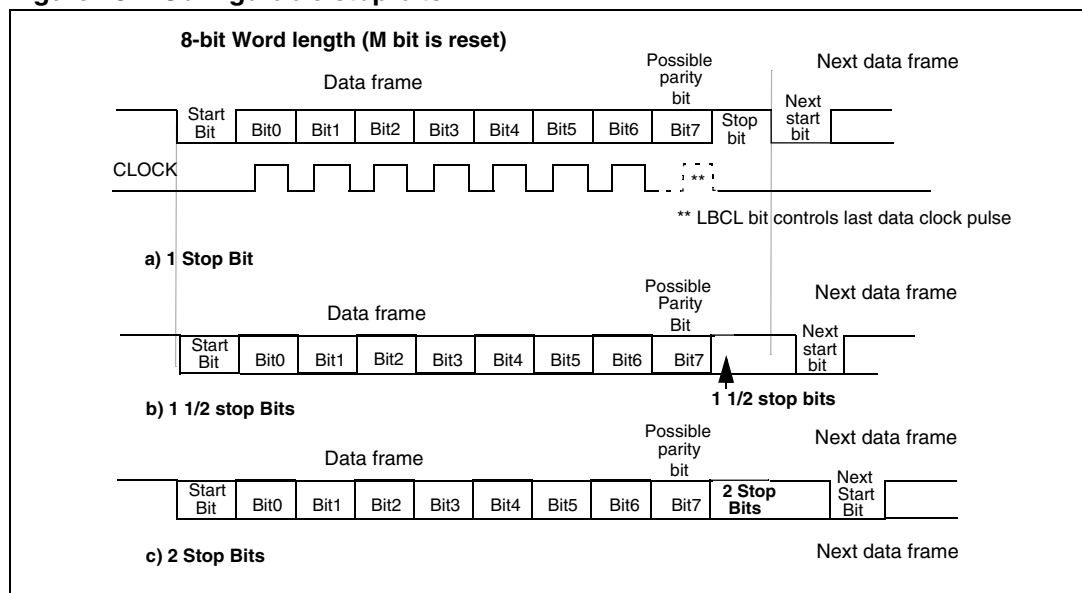 8-bit Word length (M bit is reset)
Possible
parity
bit
Next data frame
Data frame
Start
Bit
Bit0
Bit1
Bit2
Bit3
Bit4
Bit5
Bit6
Bit7
Stop
bit
Next
start
bit
CLOCK
**
** LBCL bit controls last data clock pulse
a) 1 Stop Bit
Possible
Parity
Bit
Next data frame
Data frame
Start
Bit
Bit0
Bit1
Bit2
Bit3
Bit4
Bit5
Bit6
Bit7
Next
start
bit
1 1/2 stop bits
b) 1 1/2 stop Bits
Possible
parity
bit
Next data frame
Data frame
Start
Bit
Bit0
Bit1
Bit2
Bit3
Bit4
Bit5
Bit6
Bit7
2 Stop
Bits
Next
Start
Bit
c) 2 Stop Bits
Next data frame